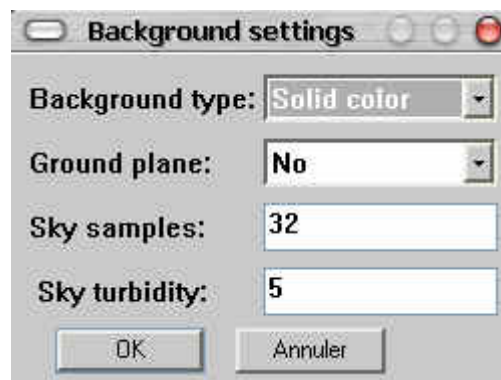 Background settings
Background type: Solid color
Ground plane: No
Sky samples: 32
Sky turbidity: 5
OK Annuler